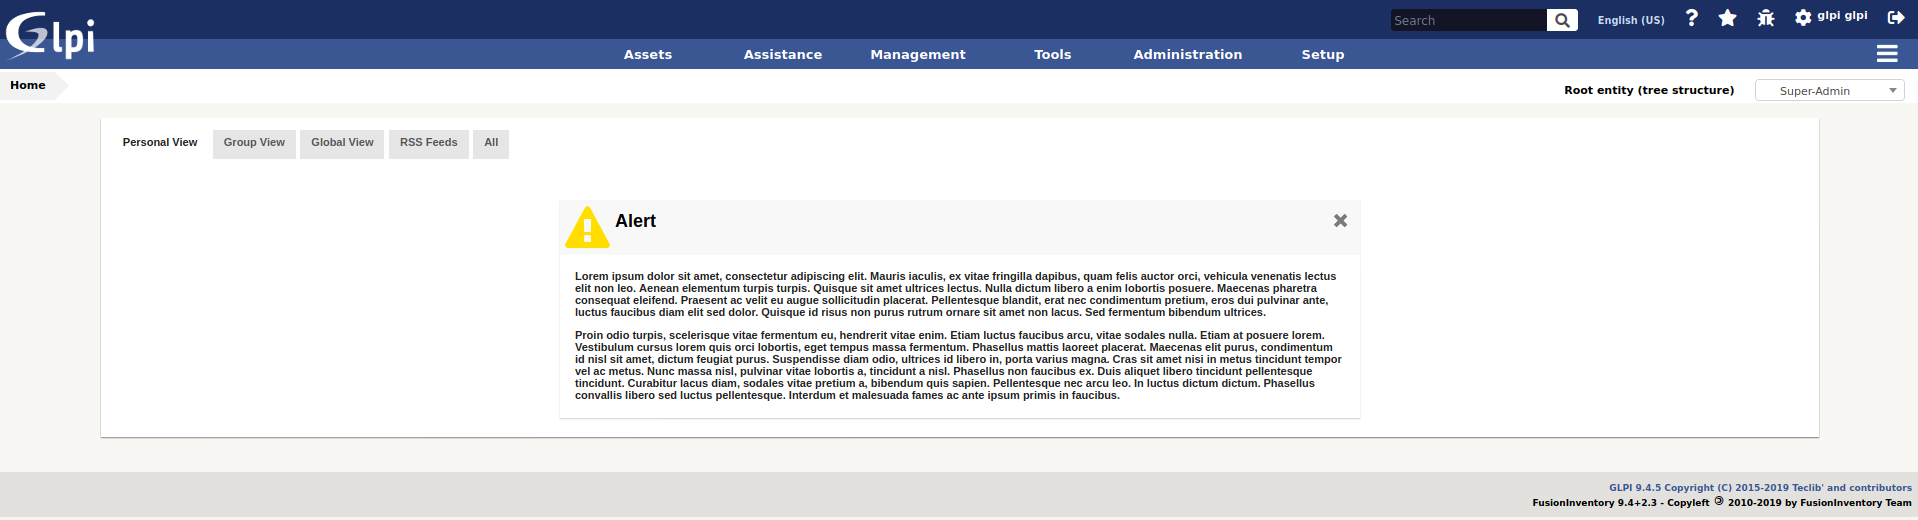 Glpi
Search
English (US)
glpi glpi
Assets Assistance Management Tools Administration Setup
Home
Root entity (tree structure) Super-Admin
Personal View Group View Global View RSS Feeds All
Alert
Lorem ipsum dolor sit amet, consectetur adipiscing elit. Mauris iaculis, ex vitae fringilla dapibus, quam felis auctor orci, vehicula venenatis lectus
elit non leo. Aenean elementum turpis turpis. Quisque sit amet ultrices lectus. Nulla dictum libero a enim lobortis posuere. Maecenas pharetra
consequat eleifend. Praesent ac velit eu augue sollicitudin placerat. Pellentesque blandit, erat nec condimentum pretium, eros dui pulvinar ante,
luctus faucibus diam elit sed dolor. Quisque id risus non purus rutrum ornare sit amet non lacus. Sed fermentum bibendum ultrices.
Proin odio turpis, scelerisque vitae fermentum eu, hendrerit vitae enim. Etiam luctus faucibus arcu, vitae sodales nulla. Etiam at posuere lorem.
Vestibulum cursus lorem quis orci lobortis, eget tempus massa fermentum. Phasellus mattis laoreet placerat. Maecenas elit purus, condimentum
id nisl sit amet, dictum feugiat purus. Suspendisse diam odio, ultrices id libero in, porta varius magna. Cras sit amet nisi in metus tincidunt tempor
vel ac metus. Nunc massa nisl, pulvinar vitae lobortis a, tincidunt a nisl. Phasellus non faucibus ex. Duis aliquet libero tincidunt pellentesque
tincidunt. Curabitur lacus diam, sodales vitae pretium a, bibendum quis sapien. Pellentesque nec arcu leo. In luctus dictum dictum. Phasellus
convallis libero sed luctus pellentesque. Interdum et malesuada fames ac ante ipsum primis in faucibus.
GLPI 9.4.5 Copyright (C) 2015-2019 Teclib' and contributors
FusionInventory 9.4+2.3 - Copyleft 🄯 2010-2019 by FusionInventory Team